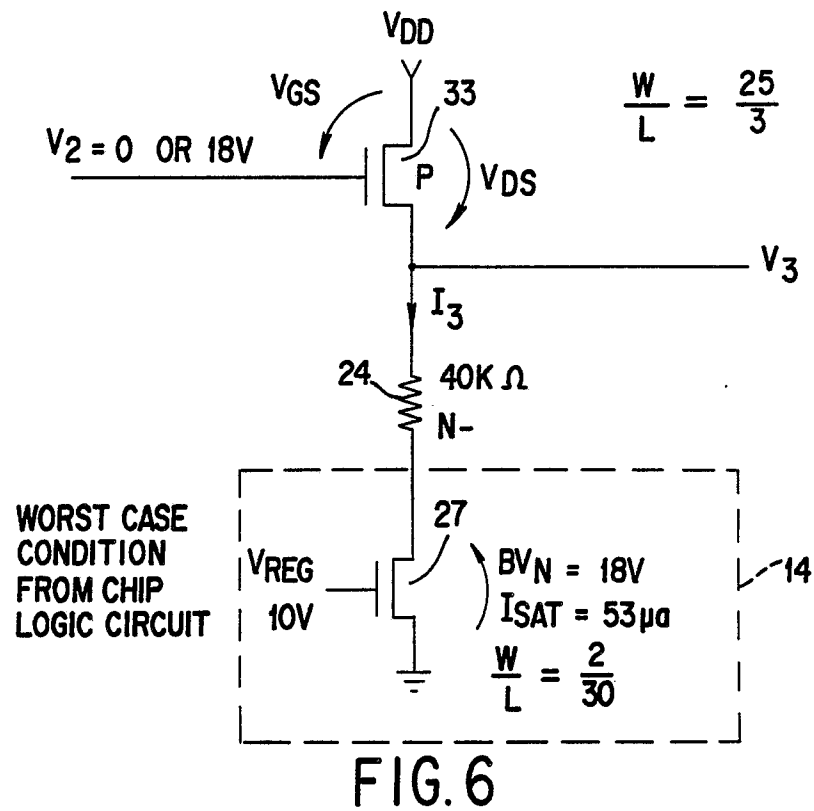 VDD
VGS
33
W/L = 25/3
V2 = 0 OR 18V
P
VDS
V3
I3
24
40K Ω
N-
WORST CASE
CONDITION
FROM CHIP
LOGIC CIRCUIT
VREG
10V
27
BVN = 18V
ISAT = 53μa
W/L = 2/30
14
FIG. 6